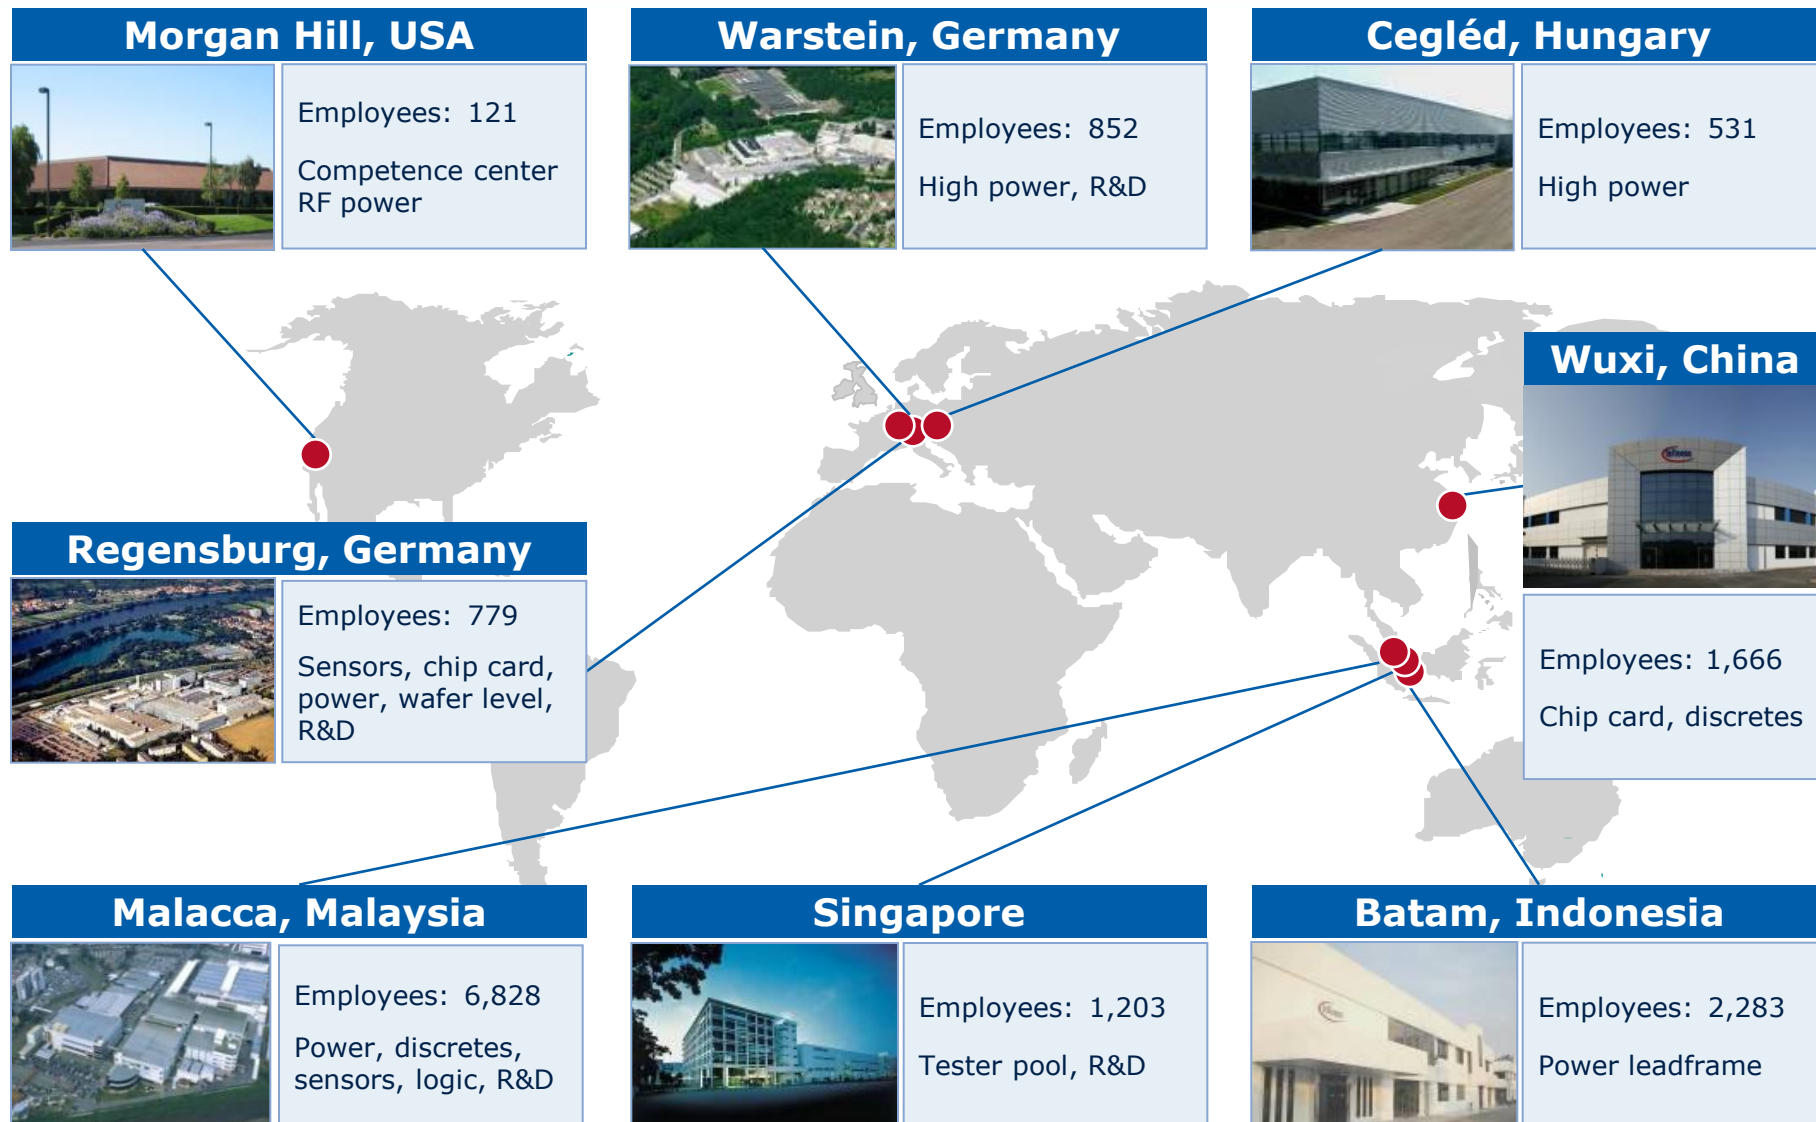 Morgan Hill, USA
Employees: 121
Competence center
RF power
Warstein, Germany
Employees: 852
High power, R&D
Cegléd, Hungary
Employees: 531
High power
Wuxi, China
infineon
Employees: 1,666
Chip card, discretes
Regensburg, Germany
Employees: 779
Sensors, chip card,
power, wafer level,
R&D
Malacca, Malaysia
Employees: 6,828
Power, discretes,
sensors, logic, R&D
Singapore
Employees: 1,203
Tester pool, R&D
Batam, Indonesia
infineon
Employees: 2,283
Power leadframe